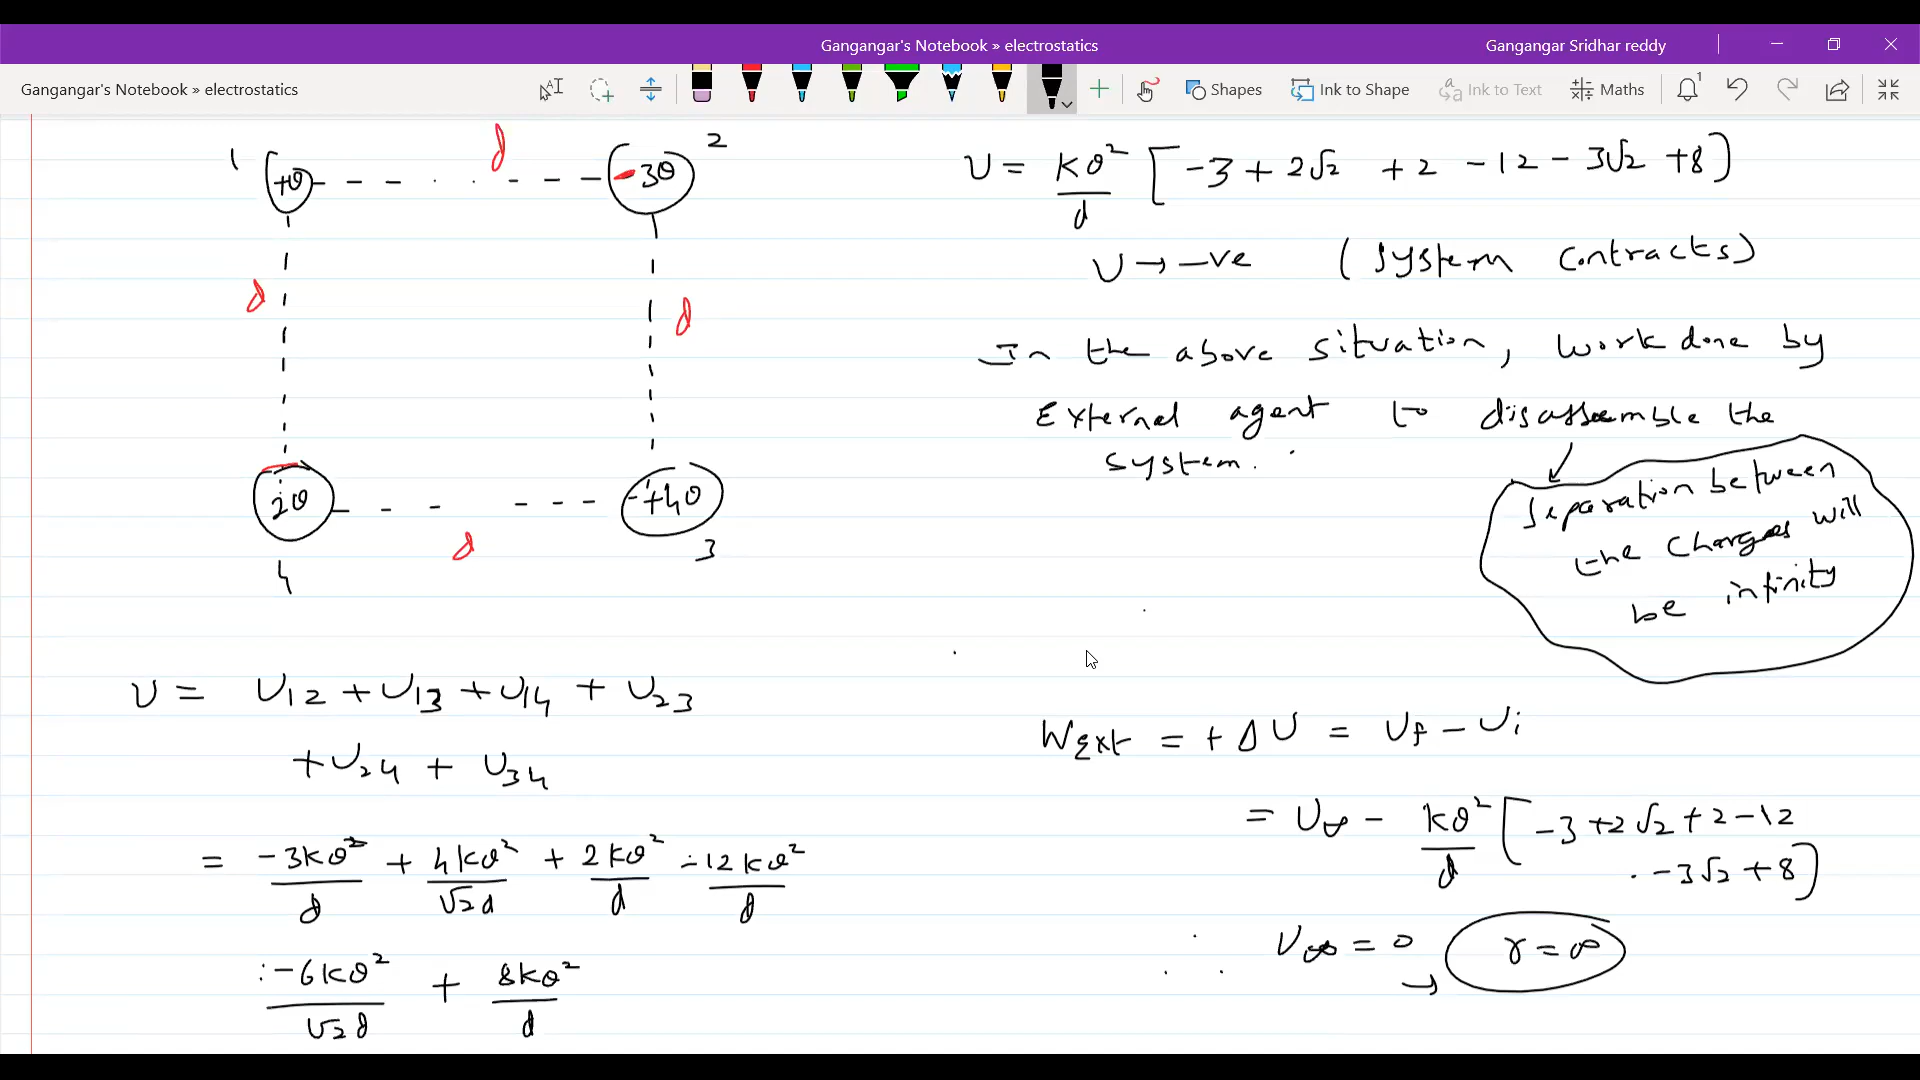 Gangangar's Notebook » electrostatics
Gangangar Sridhar reddy
Gangangar's Notebook » electrostatics
Shapes
Ink to Shape
Ink to Text
Maths
1
1
+Q
d
-3Q
2
d
d
2Q
+4Q
d
3
4
U = U12 + U13 + U14 + U23
+ U24 + U34
= -3KQ²/d + 4KQ²/√2d + 2KQ²/d - 12KQ²/d
-6KQ²/√2d + 8KQ²/d
U = KQ²/d [-3 + 2√2 + 2 - 12 - 3√2 + 8]
U → -ve (System Contracts)
In the above situation, work done by
External agent to disassemble the
system.
Separation between
the Charges will
be infinity
WExt = + ΔU = Uf - Ui
= U∞ - KQ²/d [-3 + 2√2 + 2 - 12
- 3√2 + 8]
∴ U∞ = 0 → r = ∞